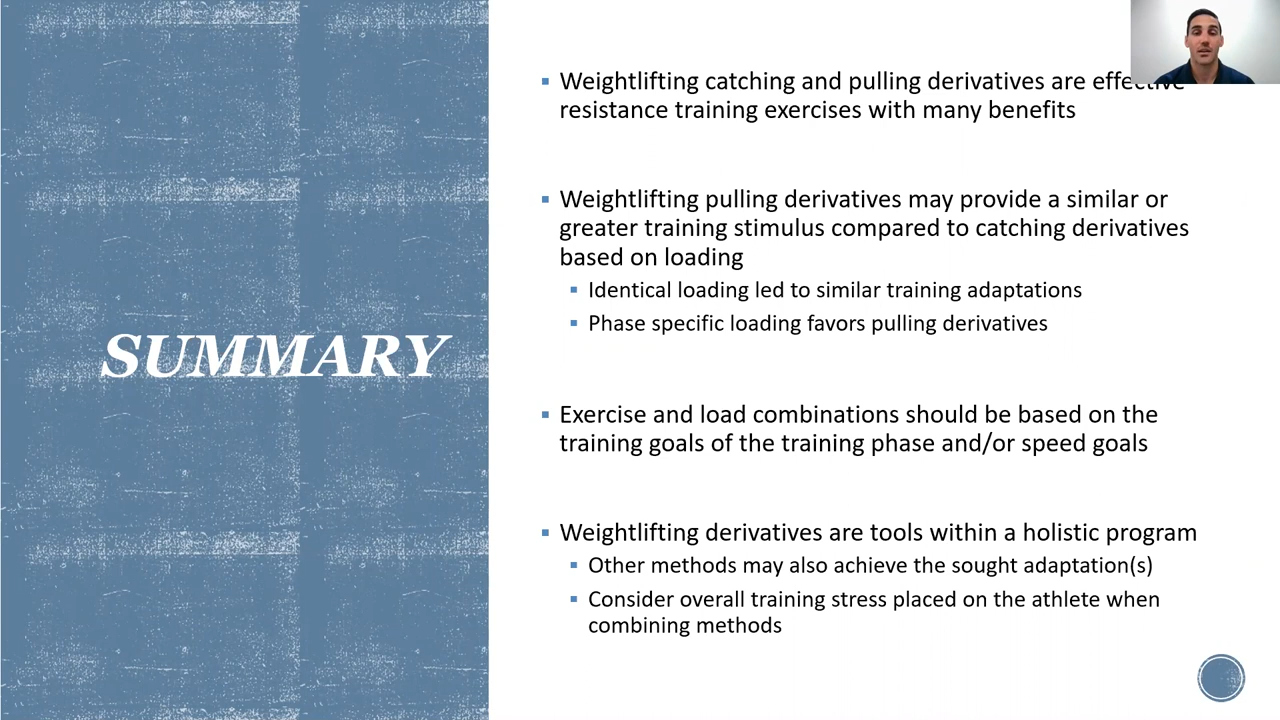 Weightlifting catching and pulling derivatives are effective
resistance training exercises with many benefits
Weightlifting pulling derivatives may provide a similar or
greater training stimulus compared to catching derivatives
based on loading
Identical loading led to similar training adaptations
Phase specific loading favors pulling derivatives
SUMMARY
Exercise and load combinations should be based on the
training goals of the training phase and/or speed goals
Weightlifting derivatives are tools within a holistic program
Other methods may also achieve the sought adaptation(s)
Consider overall training stress placed on the athlete when
combining methods